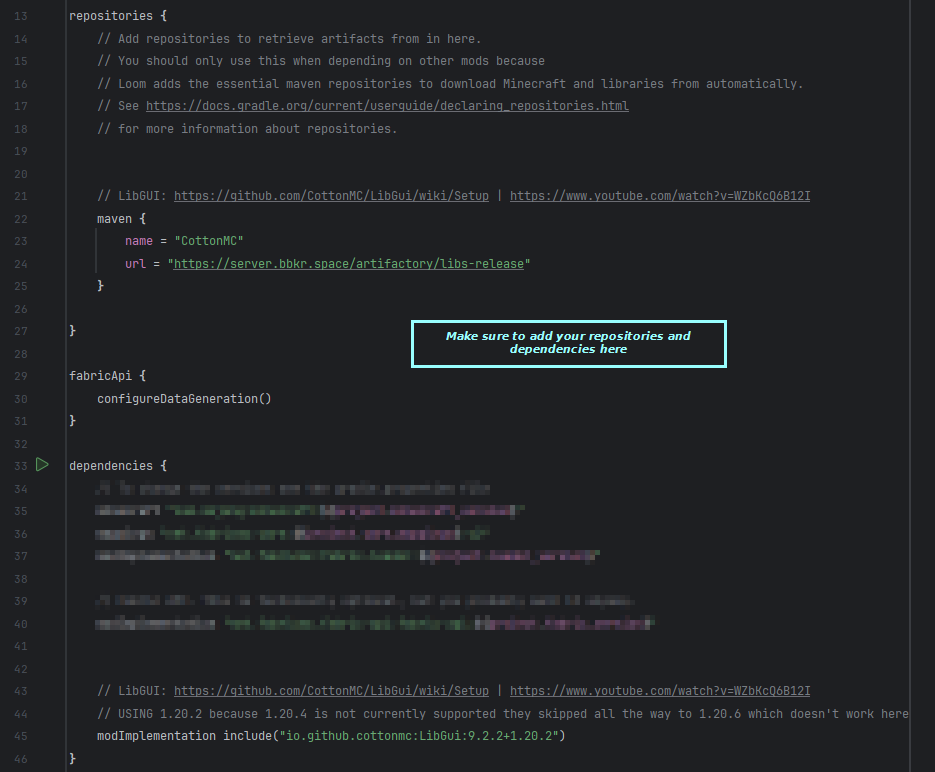 13 repositories {
14 // Add repositories to retrieve artifacts from in here.
15 // You should only use this when depending on other mods because
16 // Loom adds the essential maven repositories to download Minecraft and libraries from automatically.
17 // See https://docs.gradle.org/current/userguide/declaring_repositories.html
18 // for more information about repositories.
19
20
21 // LibGUI: https://github.com/CottonMC/LibGui/wiki/Setup | https://www.youtube.com/watch?v=WZbKcQ6B12I
22 maven {
23 name = "CottonMC"
24 url = "https://server.bbkr.space/artifactory/libs-release"
25 }
26
27 }
Make sure to add your repositories and
dependencies here
28
29 fabricApi {
30 configureDataGeneration()
31 }
32
33 dependencies {
34
35
36
37
38
39
40
41
42
43 // LibGUI: https://github.com/CottonMC/LibGui/wiki/Setup | https://www.youtube.com/watch?v=WZbKcQ6B12I
44 // USING 1.20.2 because 1.20.4 is not currently supported they skipped all the way to 1.20.6 which doesn't work here
45 modImplementation include("io.github.cottonmc:LibGui:9.2.2+1.20.2")
46 }